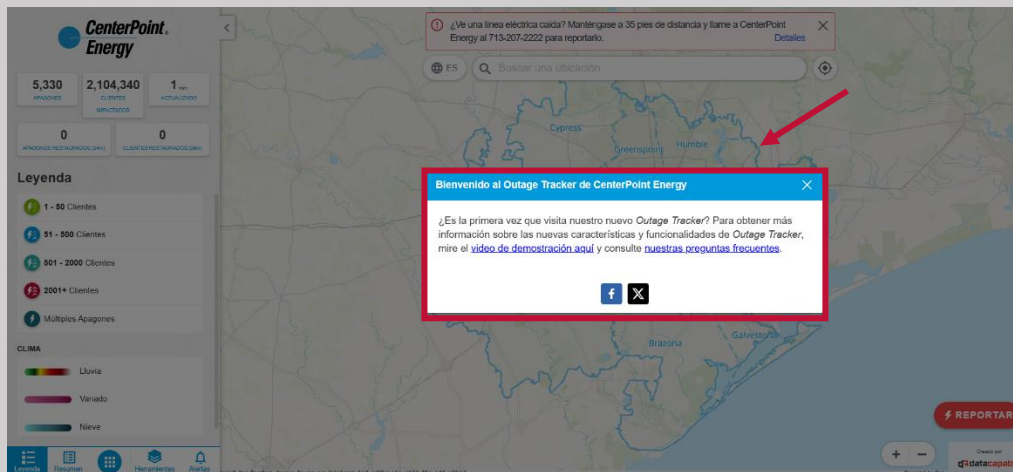 CenterPoint.
Energy
5,330
APAGONES
2,104,340
CLIENTES
IMPACTADOS
1 min
ACTUALIZADO
0
APAGONES RESTAURADOS (24H)
0
CLIENTES RESTAURADOS (24H)
Leyenda
1 - 50 Clientes
51 - 500 Clientes
501 - 2000 Clientes
2001+ Clientes
Múltiples Apagones
CLIMA
Lluvia
Variado
Nieve
Leyenda
Resumen
Herramientas
Alertas
¿Ve una línea eléctrica caída? Manténgase a 35 pies de distancia y llame a CenterPoint
Energy al 713-207-2222 para reportarlo.
Detalles
ES
Buscar una ubicación
Cypress
Greenspoint
Humble
Bienvenido al Outage Tracker de CenterPoint Energy
¿Es la primera vez que visita nuestro nuevo Outage Tracker? Para obtener más
información sobre las nuevas características y funcionalidades de Outage Tracker,
mire el video de demostración aquí y consulte nuestras preguntas frecuentes.
Brazoria
Galveston
REPORTAR
Creado por
datacapab